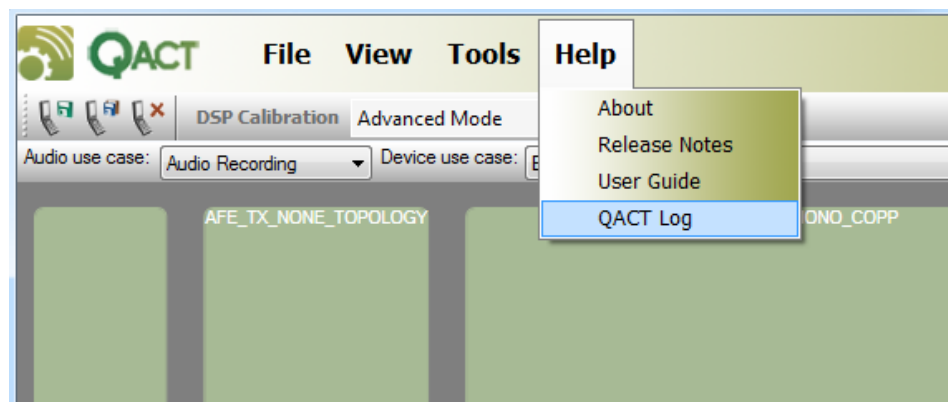 QACT File View Tools Help
DSP Calibration Advanced Mode
About
Release Notes
User Guide
QACT Log
Audio use case: Audio Recording Device use case:
AFE_TX_NONE_TOPOLOGY
ONO_COPP